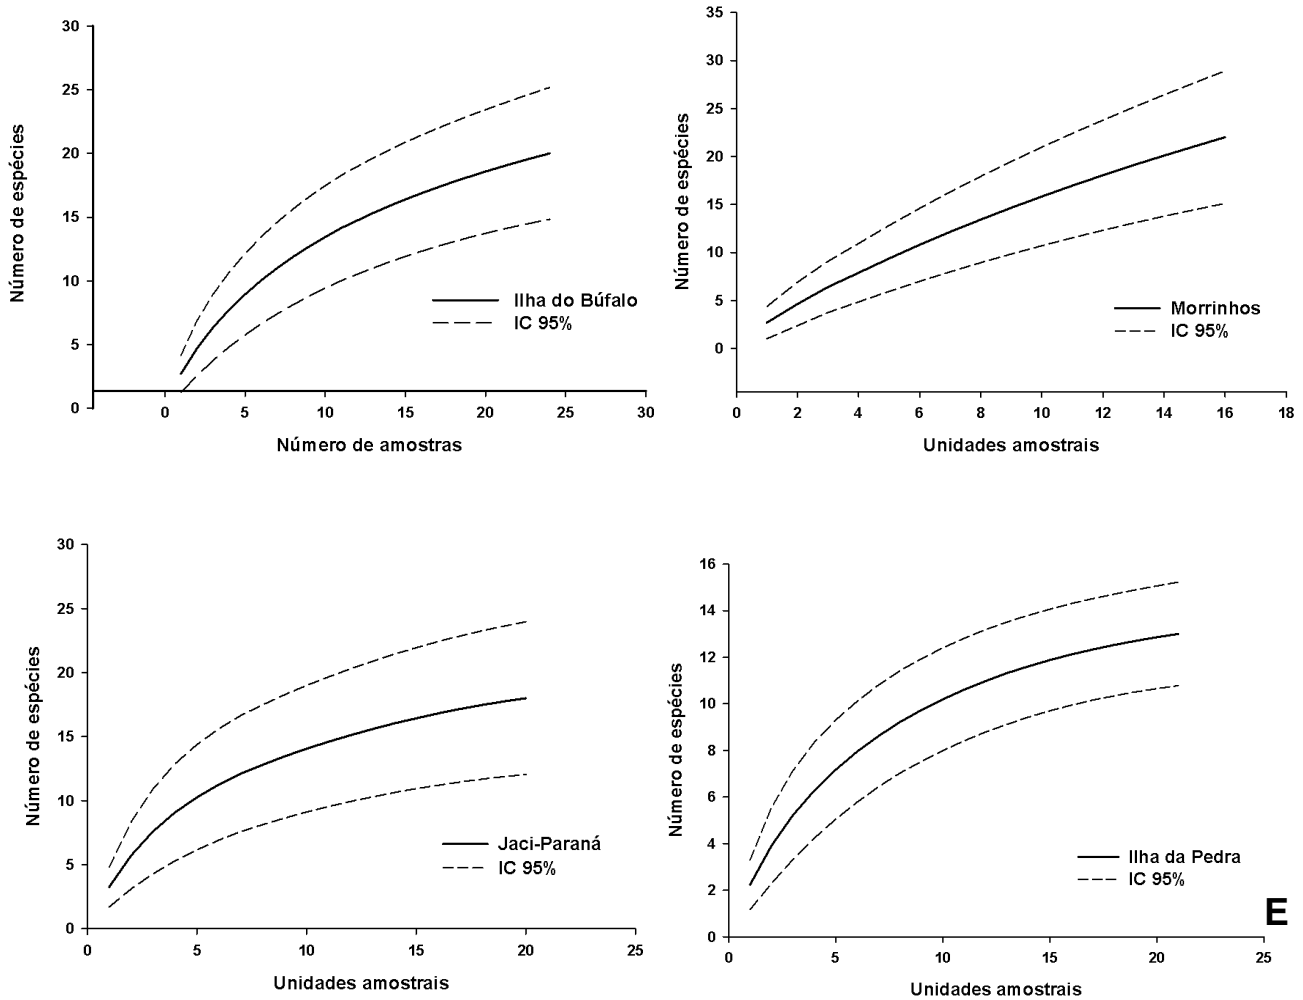 30
25
20
15
10
5
0
Número de espécies
Ilha do Búfalo
IC 95%
0 5 10 15 20 25 30
Número de amostras
35
30
25
20
15
10
5
0
Número de espécies
Morrinhos
IC 95%
0 2 4 6 8 10 12 14 16 18
Unidades amostrais
30
25
20
15
10
5
0
Número de espécies
Jaci-Paraná
IC 95%
0 5 10 15 20 25
Unidades amostrais
16
14
12
10
8
6
4
2
0
Número de espécies
Ilha da Pedra
IC 95%
E
0 5 10 15 20 25
Unidades amostrais